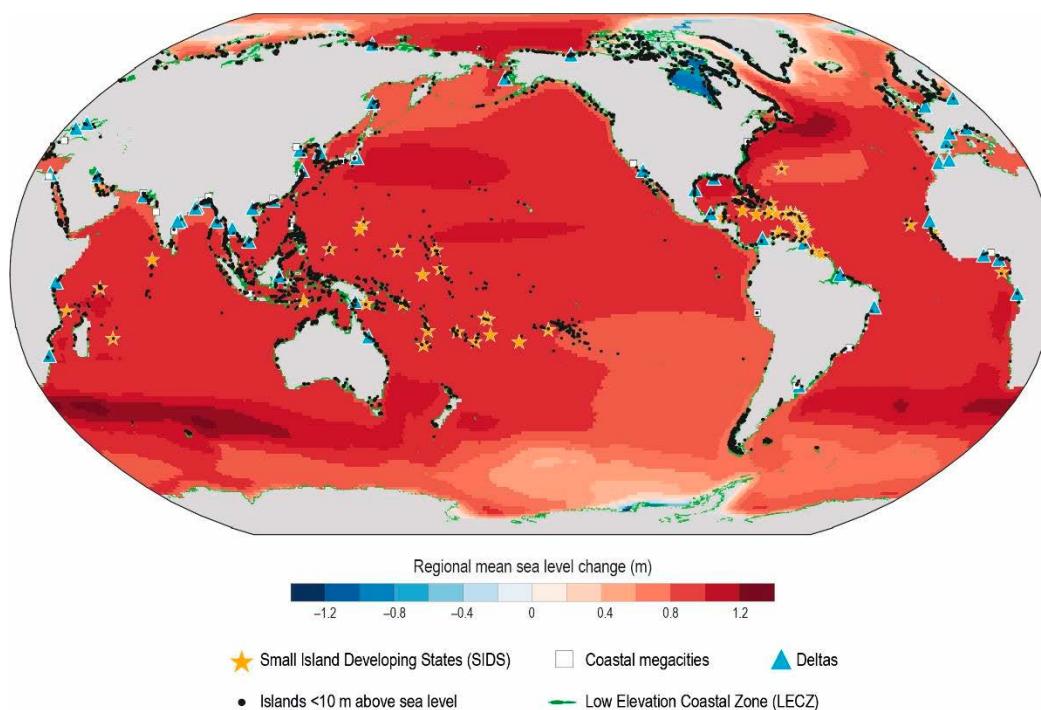 Regional mean sea level change (m)
–1.2 –0.8 –0.4 0 0.4 0.8 1.2
Small Island Developing States (SIDS) Coastal megacities Deltas
Islands <10 m above sea level Low Elevation Coastal Zone (LECZ)